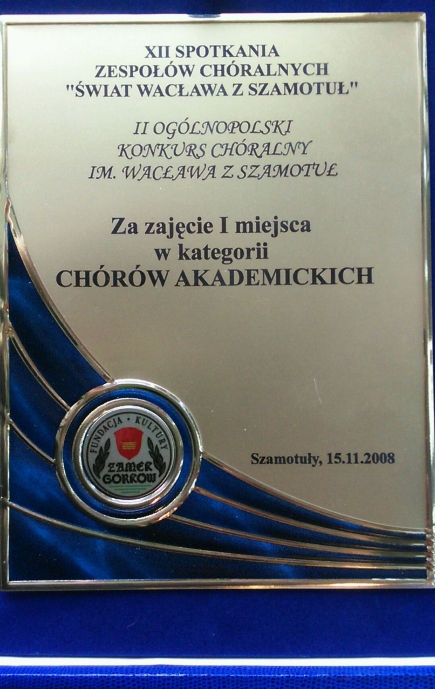 XII SPOTKANIA
ZESPOŁÓW CHÓRALNYCH
"ŚWIAT WACŁAWA Z SZAMOTUŁ"
II OGÓLNOPOLSKI
KONKURS CHÓRALNY
IM. WACŁAWA Z SZAMOTUŁ
Za zajęcie I miejsca
w kategorii
CHÓRÓW AKADEMICKICH
FUNDACJA • KULTURY
ZAMEK
GORKÓW
Szamotuły, 15.11.2008